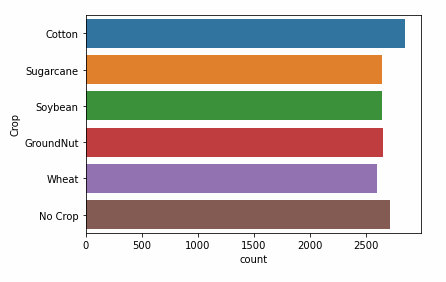 Cotton
Sugarcane
Soybean
GroundNut
Wheat
No Crop
Crop
0 500 1000 1500 2000 2500
count